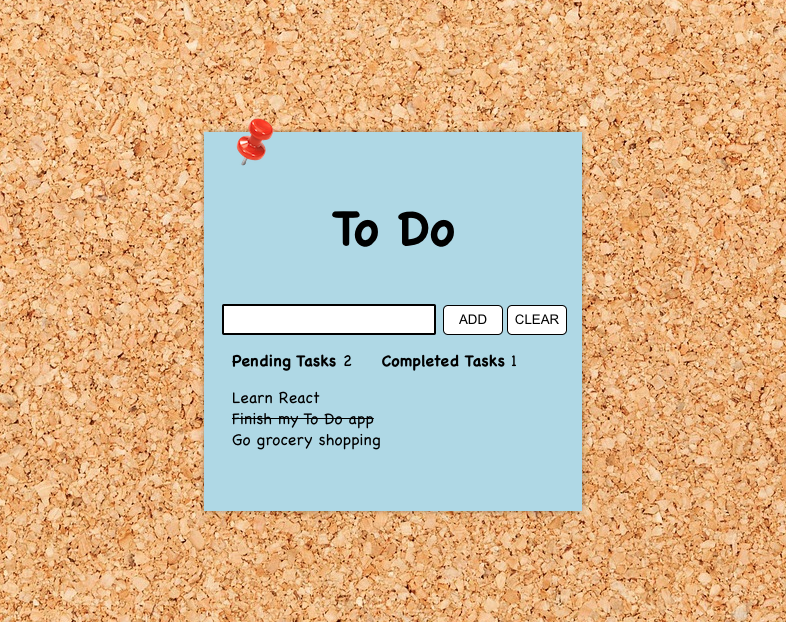 To Do
ADD CLEAR
Pending Tasks 2 Completed Tasks 1
Learn React
Finish my To Do app
Go grocery shopping